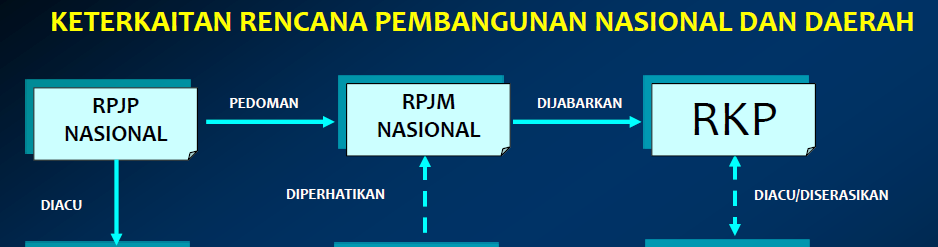 KETERKAITAN RENCANA PEMBANGUNAN NASIONAL DAN DAERAH
RPJP
NASIONAL
PEDOMAN
RPJM
NASIONAL
DIJABARKAN
RKP
DIACU
DIPERHATIKAN
DIACU/DISERASIKAN